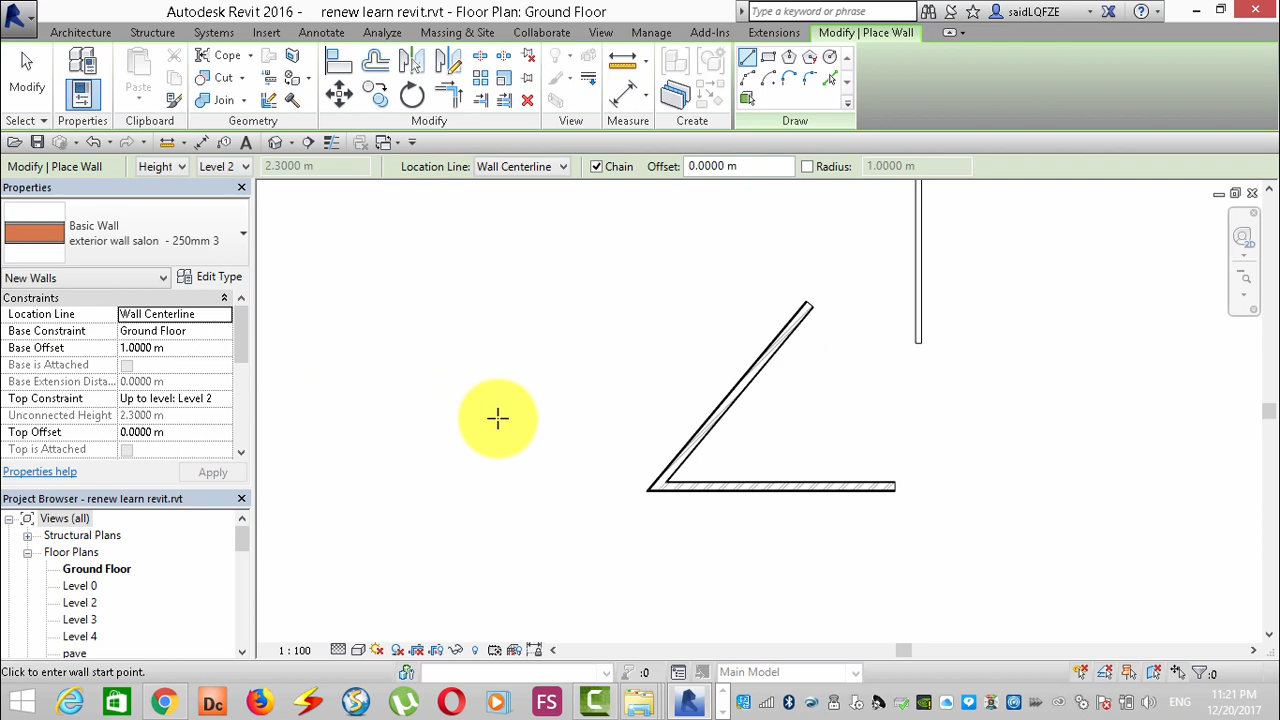 Autodesk Revit 2016 - renew learn revit.rvt - Floor Plan: Ground Floor
Type a keyword or phrase
saidLQFZE
Architecture Structure Systems Insert Annotate Analyze Massing & Site Collaborate View Manage Add-Ins Extensions Modify | Place Wall
Modify
Paste
Cope
Cut
Join
Select Properties Clipboard Geometry Modify View Measure Create Draw
Modify | Place Wall Height Level 2 2.3000 m Location Line: Wall Centerline Chain Offset: 0.0000 m Radius: 1.0000 m
Properties
Basic Wall
exterior wall salon - 250mm 3
New Walls Edit Type
Constraints
Location Line Wall Centerline
Base Constraint Ground Floor
Base Offset 1.0000 m
Base is Attached
Base Extension Dista... 0.0000 m
Top Constraint Up to level: Level 2
Unconnected Height 2.3000 m
Top Offset 0.0000 m
Top is Attached
Properties help Apply
Project Browser - renew learn revit.rvt
Views (all)
Structural Plans
Floor Plans
Ground Floor
Level 0
Level 2
Level 3
Level 4
pave
2D
1 : 100
Click to enter wall start point.
:0
Main Model
:0
Dc
FS
ENG
11:21 PM
12/20/2017